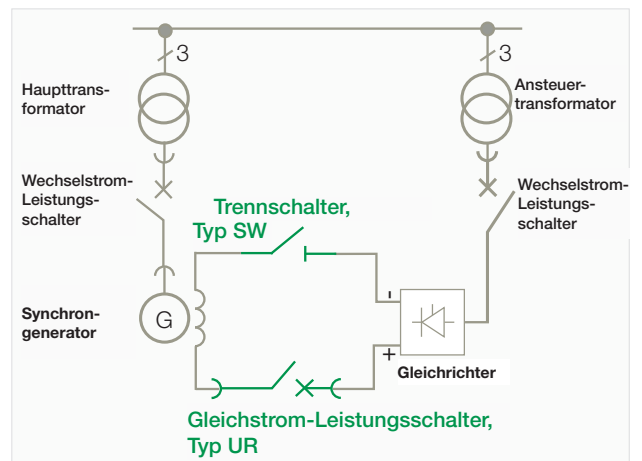 3
3
Haupttrans-
formator
Ansteuer-
transformator
Wechselstrom-
Leistungs-
schalter
Wechselstrom-
Leistungs-
schalter
Trennschalter,
Typ SW
-
Synchron-
generator
G
+
Gleichrichter
Gleichstrom-Leistungsschalter,
Typ UR